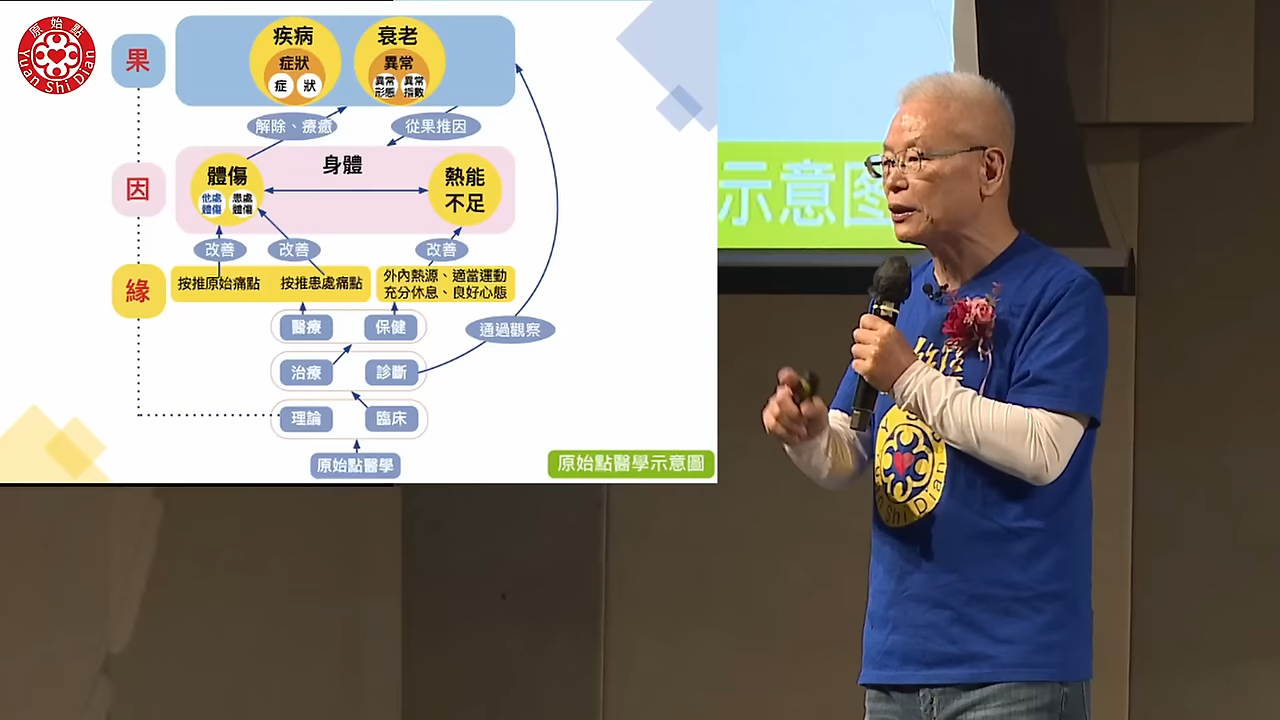 原始點
Yuan Shi Dian
果
疾病
症狀
症
狀
衰老
異常
異常
形態
異常
指數
解除、療癒
從果推因
因
身體
體傷
他處
體傷
患處
體傷
熱能
不足
改善
改善
改善
緣
按推原始痛點
按推患處痛點
外內熱源、適當運動
充分休息、良好心態
醫療
保健
通過觀察
治療
診斷
理論
臨床
原始點醫學
原始點醫學示意圖
示意图
Shi Dian